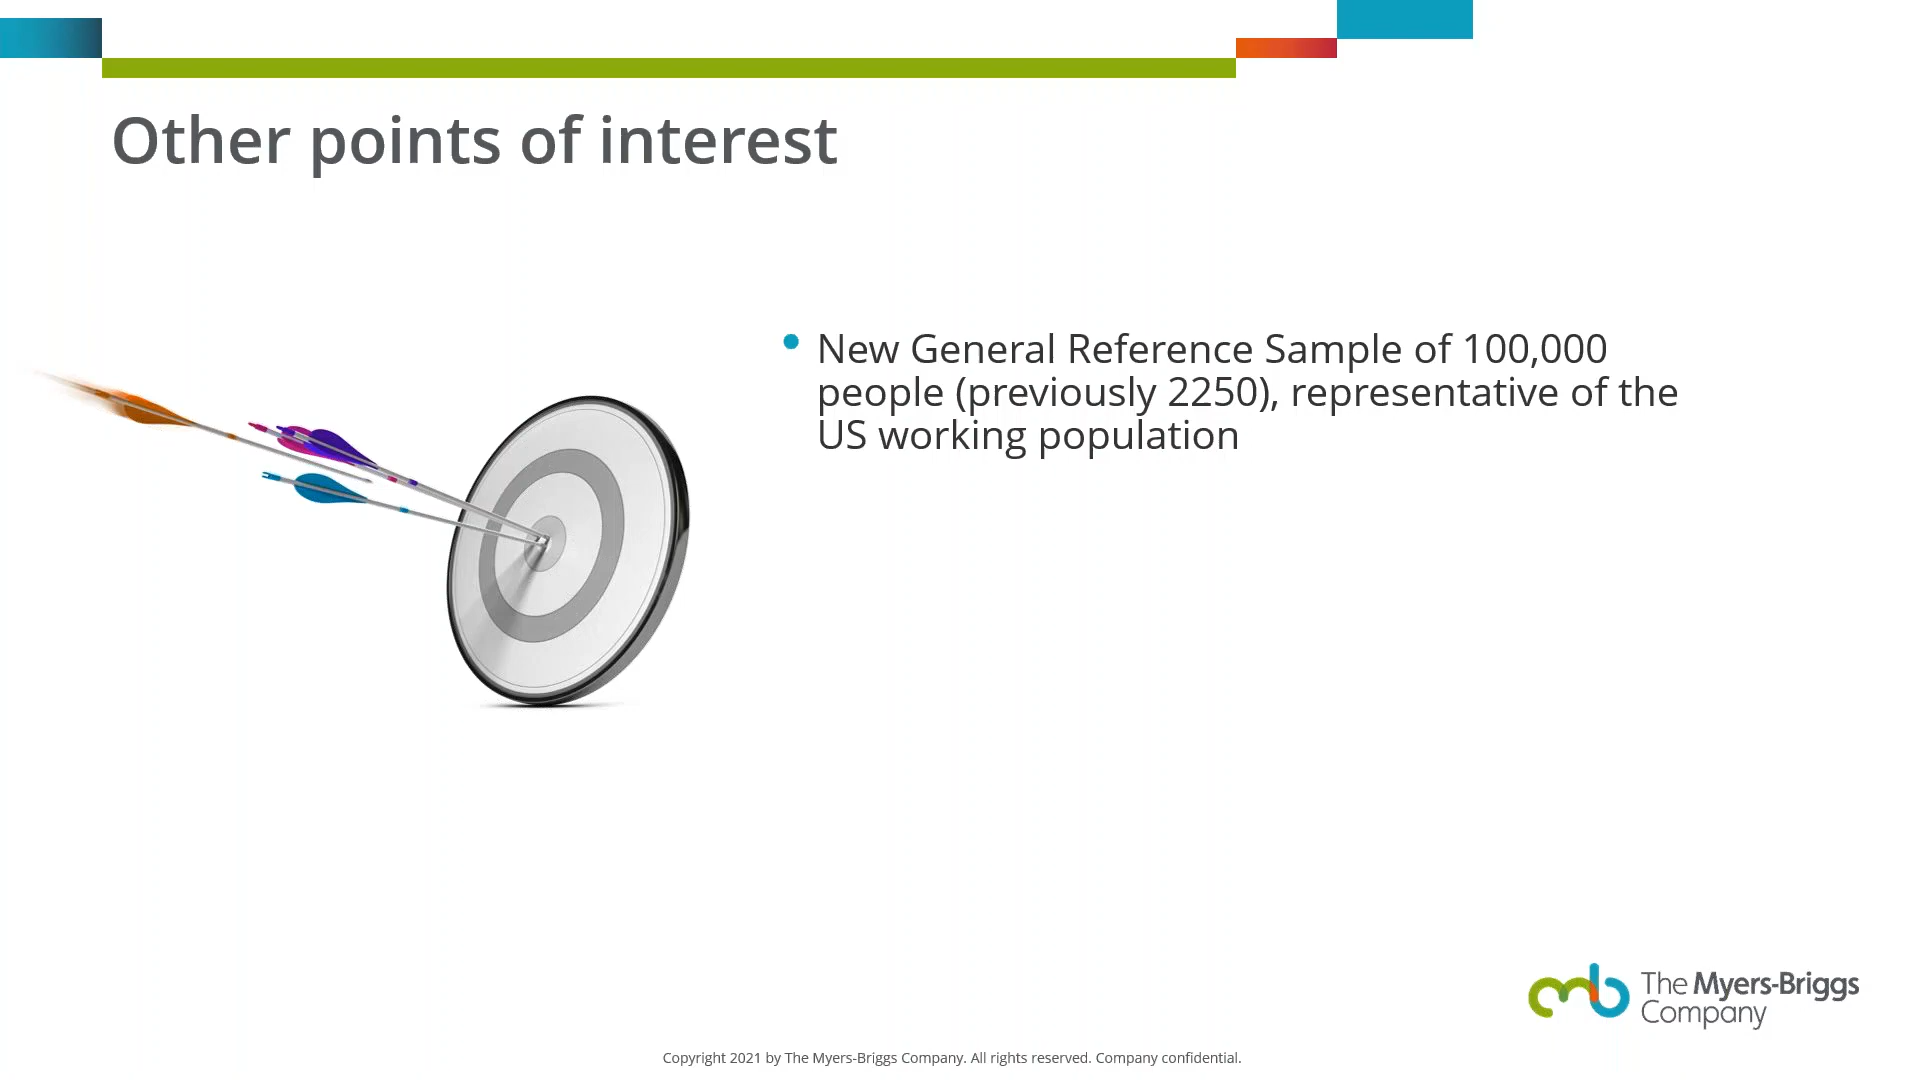 Other points of interest
• New General Reference Sample of 100,000
people (previously 2250), representative of the
US working population
The Myers-Briggs
Company
Copyright 2021 by The Myers-Briggs Company. All rights reserved. Company confidential.